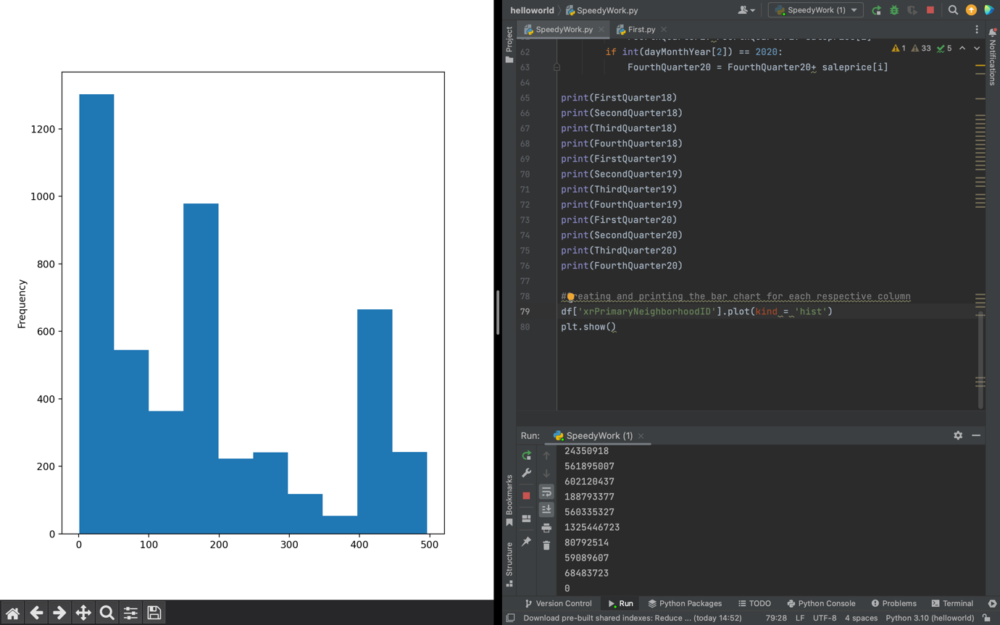 1200
1000
800
600
400
200
0
Frequency
0 100 200 300 400 500
helloworld
SpeedyWork.py
SpeedyWork (1)
SpeedyWork.py
First.py
Project
Notifications
1 33 5
62 if int(dayMonthYear[2]) == 2020:
63 FourthQuarter20 = FourthQuarter20+ saleprice[i]
64
65 print(FirstQuarter18)
66 print(SecondQuarter18)
67 print(ThirdQuarter18)
68 print(FourthQuarter18)
69 print(FirstQuarter19)
70 print(SecondQuarter19)
71 print(ThirdQuarter19)
72 print(FourthQuarter19)
73 print(FirstQuarter20)
74 print(SecondQuarter20)
75 print(ThirdQuarter20)
76 print(FourthQuarter20)
77
78 #reating and printing the bar chart for each respective column
79 df['xrPrimaryNeighborhoodID'].plot(kind = 'hist')
80 plt.show()
Run: SpeedyWork (1)
24350918
561895007
602120437
188793377
560335327
1325446723
80792514
59089607
68483723
0
Bookmarks
Structure
Version Control Run Python Packages TODO Python Console Problems Terminal
Download pre-built shared indexes: Reduce ... (today 14:52) 79:28 LF UTF-8 4 spaces Python 3.10 (helloworld)